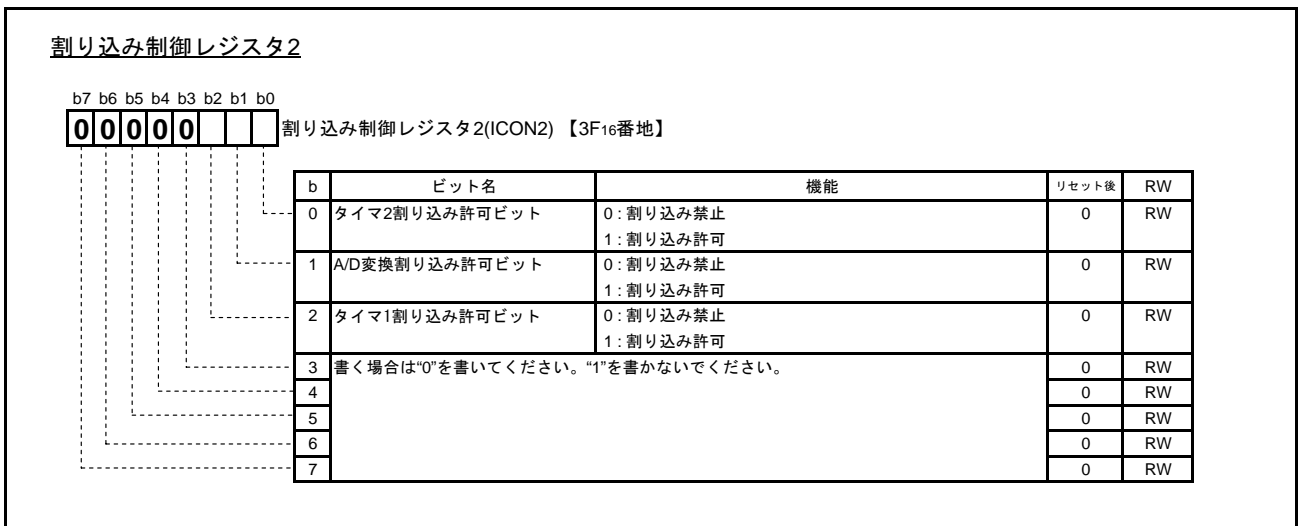 割り込み制御レジスタ2
b7 b6 b5 b4 b3 b2 b1 b0
0 0 0 0 0
割り込み制御レジスタ2(ICON2) 【3F16番地】
b ビット名 機能 リセット後 RW
0 タイマ2割り込み許可ビット 0 : 割り込み禁止 0 RW
1 : 割り込み許可
1 A/D変換割り込み許可ビット 0 : 割り込み禁止 0 RW
1 : 割り込み許可
2 タイマ1割り込み許可ビット 0 : 割り込み禁止 0 RW
1 : 割り込み許可
3 書く場合は“0”を書いてください。“1”を書かないでください。 0 RW
4 0 RW
5 0 RW
6 0 RW
7 0 RW